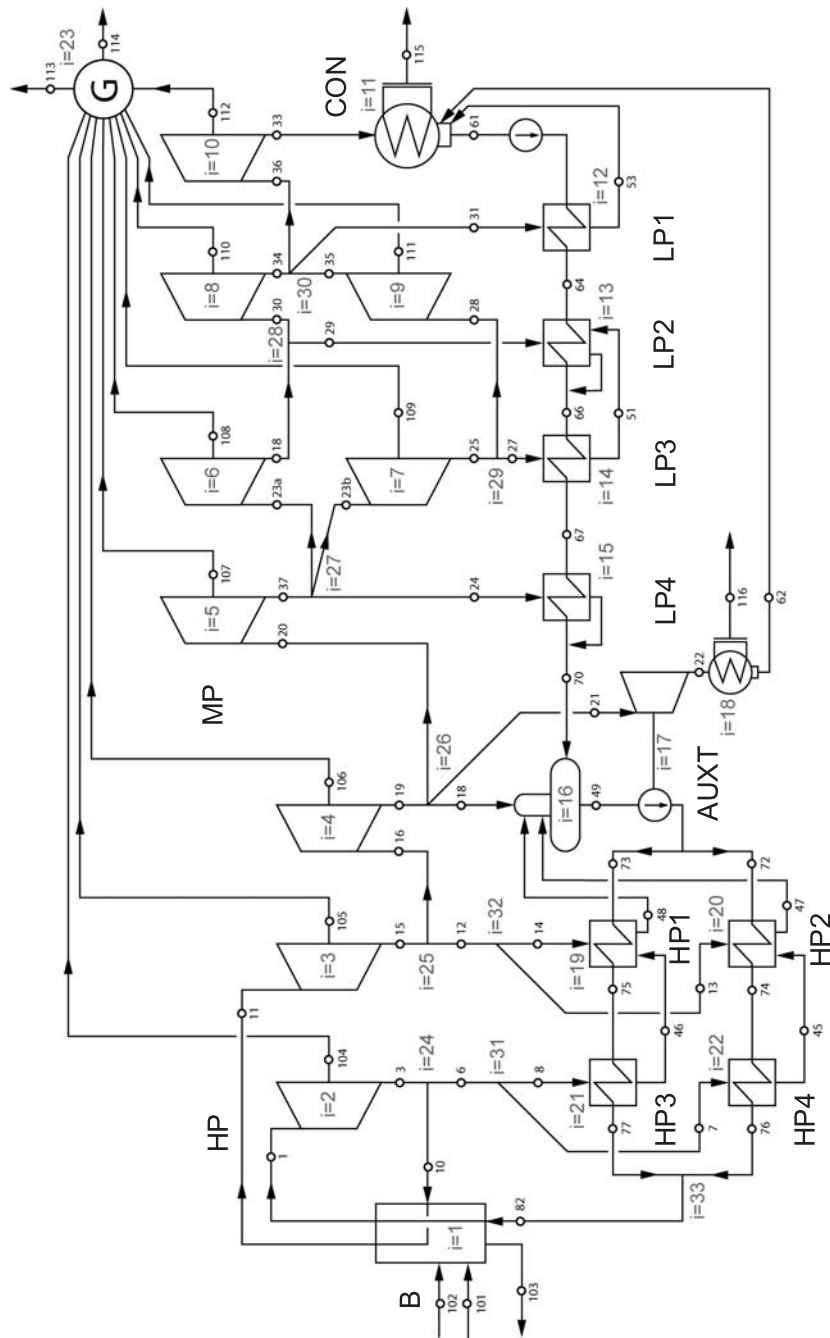 113
i=23
114
G
112
i=10
33
36
CON
i=11
115
61
i=12
53
LP1
110
i=8
34
30
i=30
35
111
i=9
28
31
64
i=28
29
i=13
LP2
108
i=6
18
23a
109
25
i=7
23b
i=29
27
66
51
i=14
LP3
107
i=5
37
20
i=27
24
67
i=15
LP4
62
116
22
i=18
70
21
i=17
AUXT
MP
i=26
106
i=4
19
18
16
i=16
49
73
72
48
47
105
i=3
15
12
i=32
14
i=25
i=19
HP1
i=20
HP2
13
75
74
46
45
11
104
i=2
3
i=24
6
i=31
8
i=21
HP3
i=22
HP4
7
77
76
HP
1
10
i=33
82
i=1
B
102
101
103